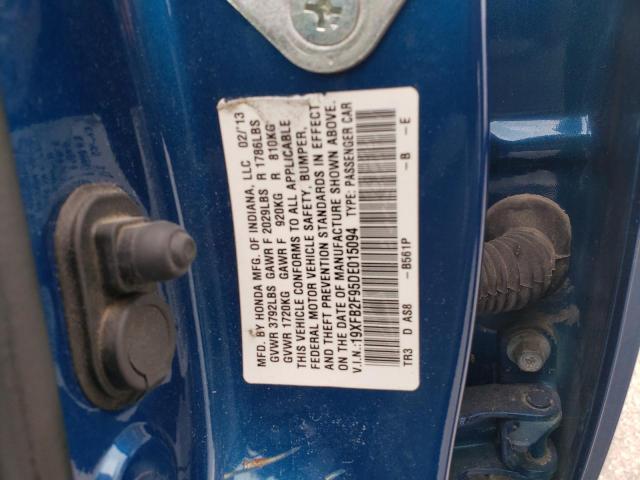 MFD. BY HONDA MFG. OF INDIANA, LLC 02/'13
GVWR 3792LBS GAWR F 2029LBS R 1786LBS
GVWR 1720KG GAWR F 920KG R 810KG
THIS VEHICLE CONFORMS TO ALL APPLICABLE
FEDERAL MOTOR VEHICLE SAFETY, BUMPER,
AND THEFT PREVENTION STANDARDS IN EFFECT
ON THE DATE OF MANUFACTURE SHOWN ABOVE.
V.I.N.:19XFB2F95DE015094 TYPE: PASSENGER CAR
TR3 D AS8 -B561P -B -E